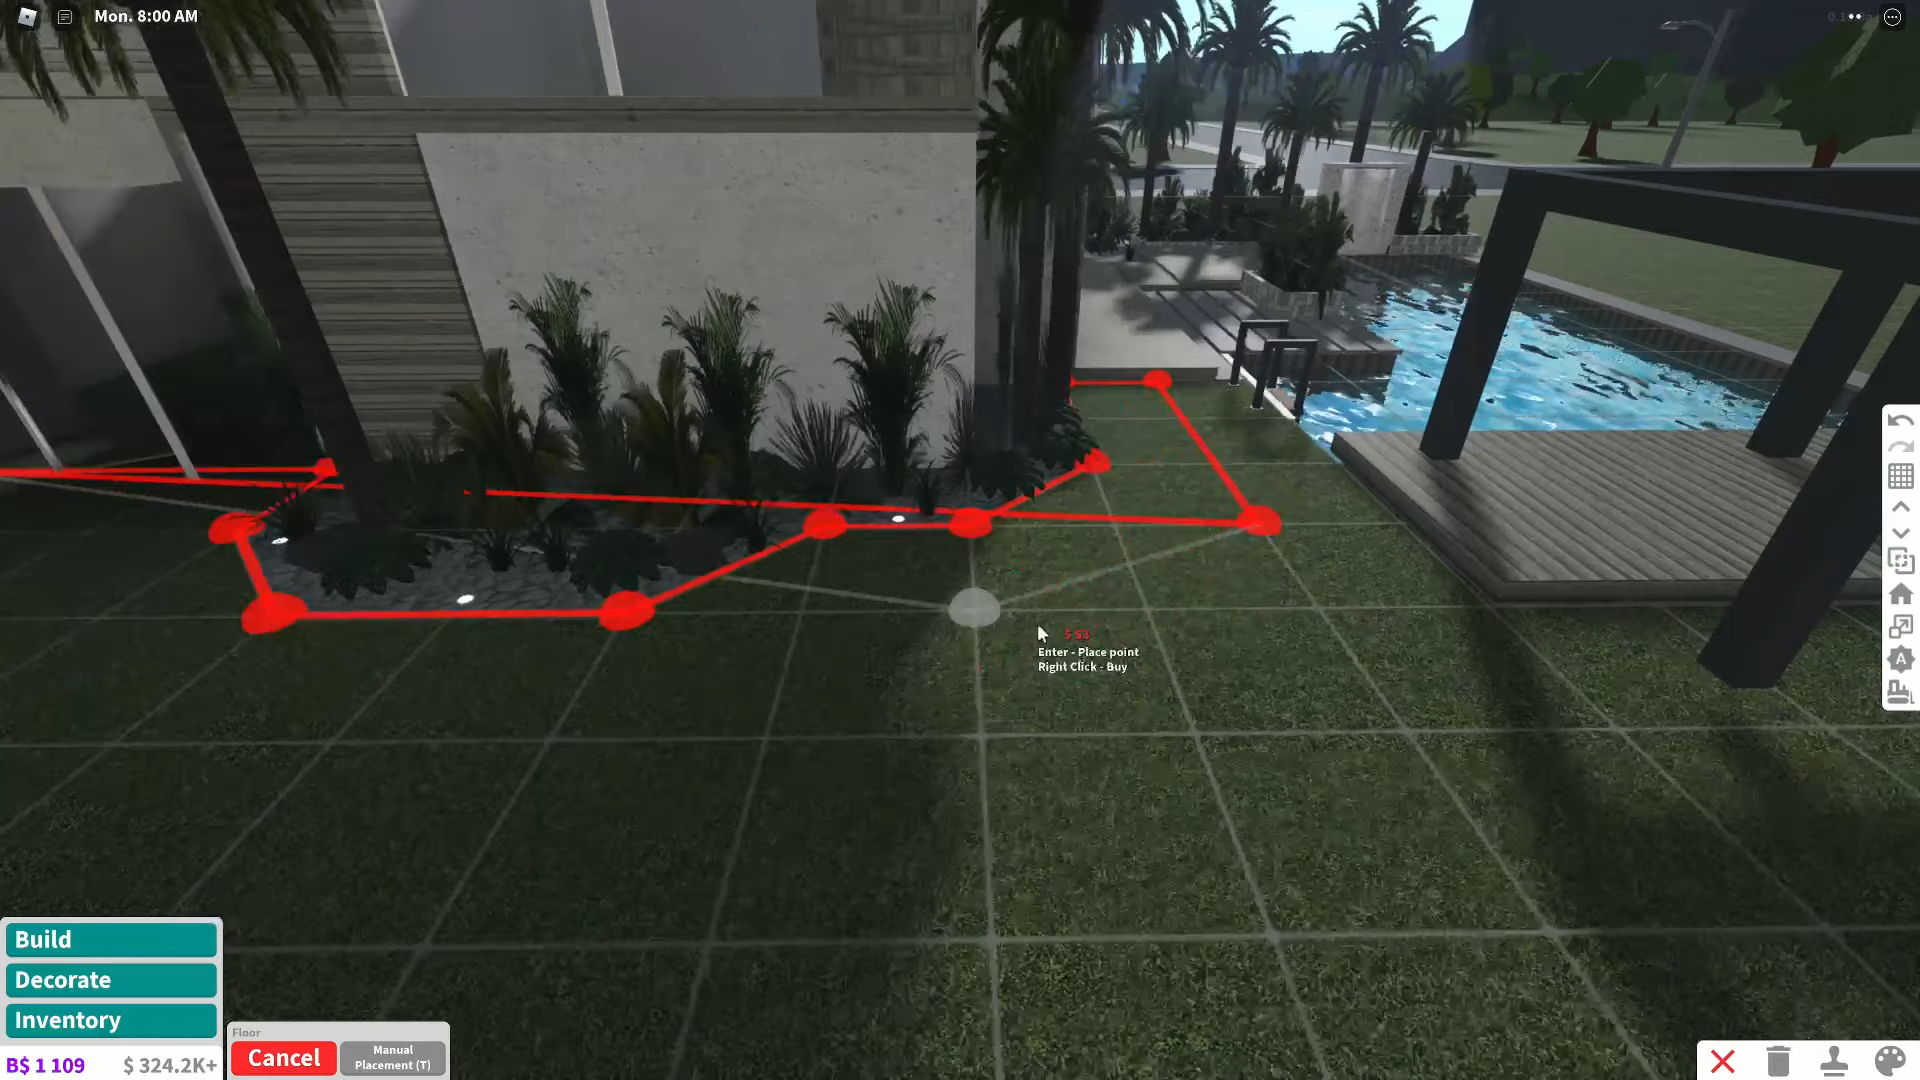 Mon. 8:00 AM
Enter - Place point
Right Click - Buy
Build
Decorate
Inventory
B$ 1 109
$ 324.2K+
Floor
Cancel
Manual
Placement (T)
A